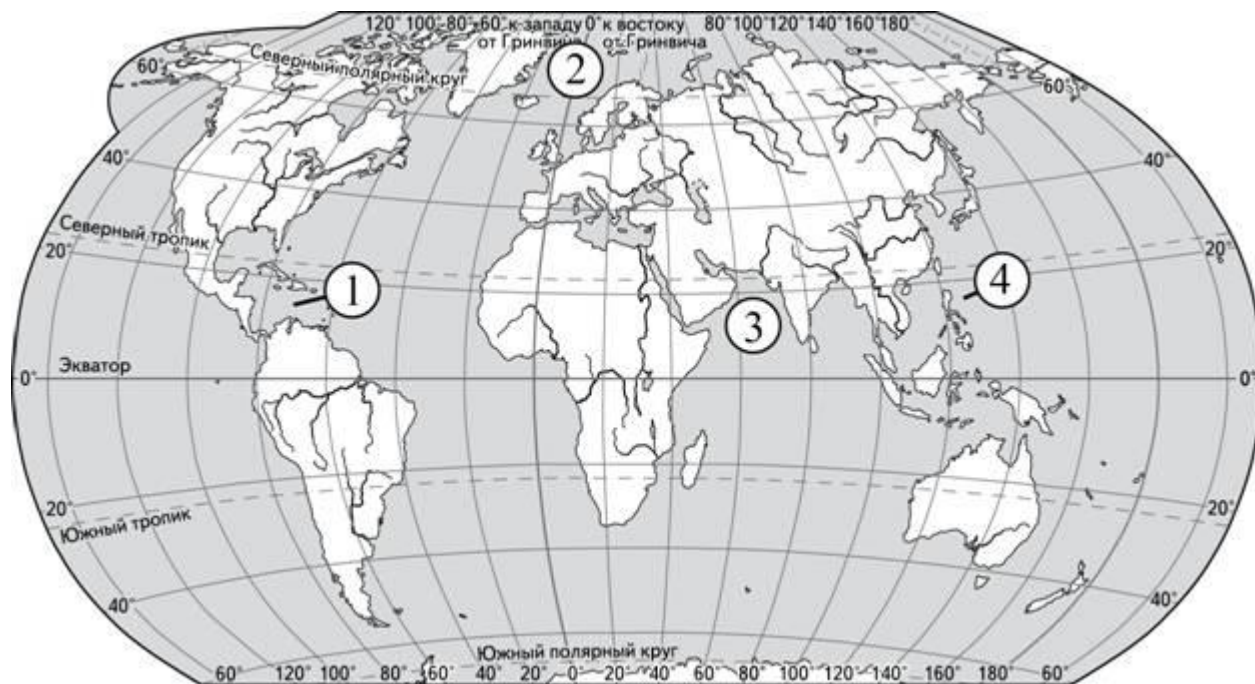 120° 100° 80° 60° к западу 0° к востоку 80° 100° 120° 140° 160° 180°
от Гринвича от Гринвича
2
Северный полярный круг
60° 60°
40° 40°
Северный тропик
20° 20°
1 4
3
Экватор
0° 0°
20° 20°
Южный тропик
40° 40°
Южный полярный круг
60° 120° 100° 80° 60° 40° 20° 0° 20° 40° 60° 80° 100° 120° 140° 160° 180° 60°